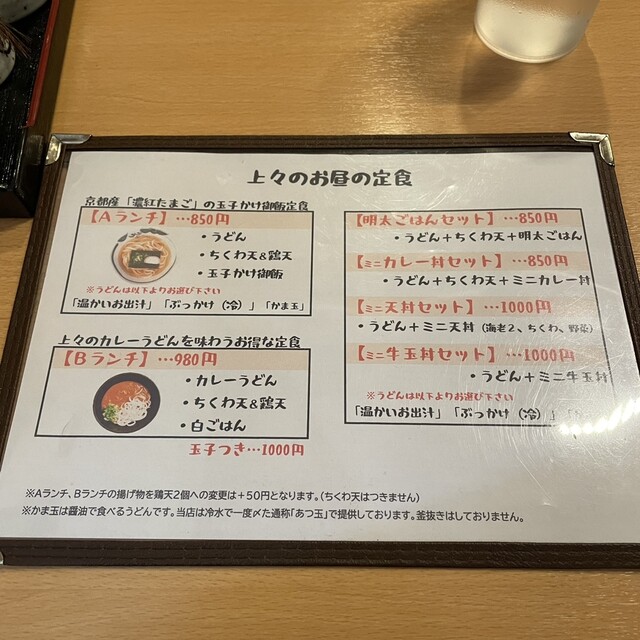 上々のお昼の定食
京都産「濃紅たまご」の玉子かけ御飯定食
【Aランチ】…850円
・うどん
・ちくわ天&鶏天
・玉子かけ御飯
※うどんは以下よりお選び下さい
「温かいお出汁」「ぶっかけ(冷)」「かま玉」
上々のカレーうどんを味わうお得な定食
【Bランチ】…980円
・カレーうどん
・ちくわ天&鶏天
・白ごはん
玉子つき…1000円
【明太ごはんセット】…850円
・うどん+ちくわ天+明太ごはん
【ミニカレー丼セット】…850円
・うどん+ちくわ天+ミニカレー丼
【ミニ天丼セット】…1000円
・うどん+ミニ天丼(海老2、ちくわ、野菜)
【ミニ牛玉丼セット】…1000円
・うどん+ミニ牛玉丼
※うどんは以下よりお選び下さい
「温かいお出汁」「ぶっかけ(冷)」
※Aランチ、Bランチの揚げ物を鶏天2個への変更は+50円となります。(ちくわ天はつきません)
※かま玉は醤油で食べるうどんです。当店は冷水で一度〆た通称「あつ玉」で提供しております。釜抜きはしておりません。